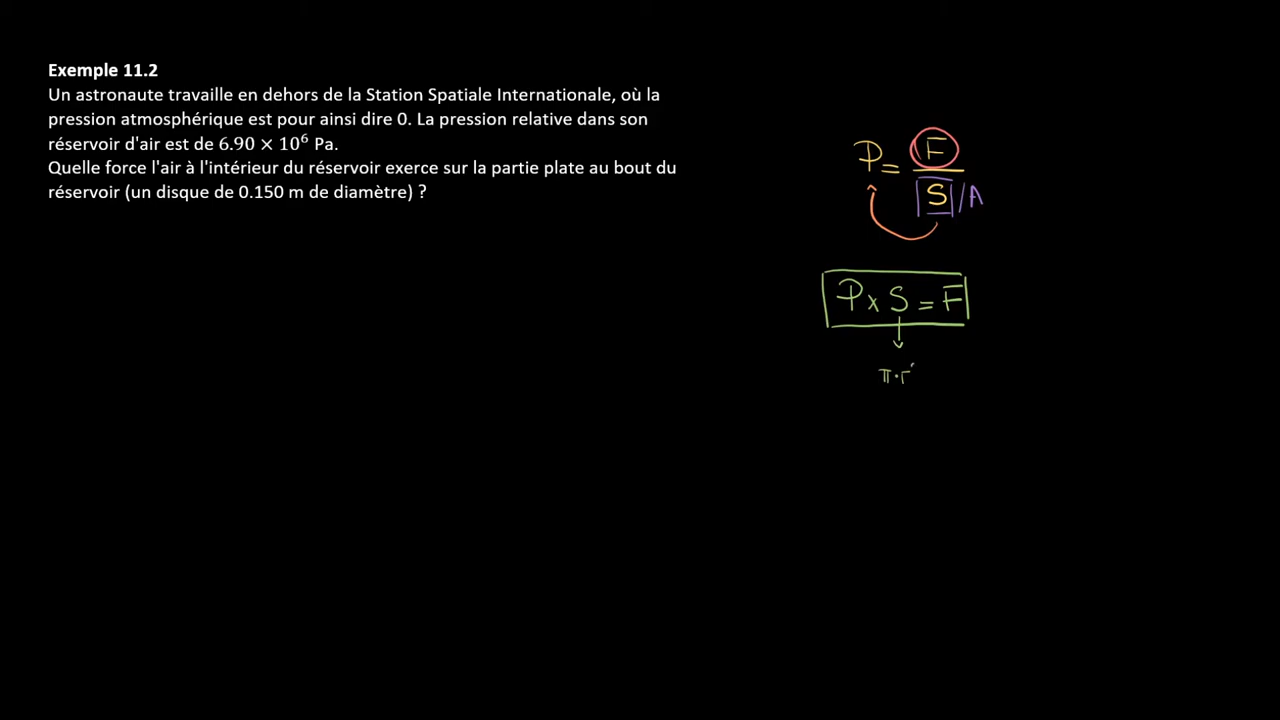 Exemple 11.2
Un astronaute travaille en dehors de la Station Spatiale Internationale, où la
pression atmosphérique est pour ainsi dire 0. La pression relative dans son
réservoir d'air est de 6.90 × 10⁶ Pa.
Quelle force l'air à l'intérieur du réservoir exerce sur la partie plate au bout du
réservoir (un disque de 0.150 m de diamètre) ?
P = F
S / A
P x S = F
π·r